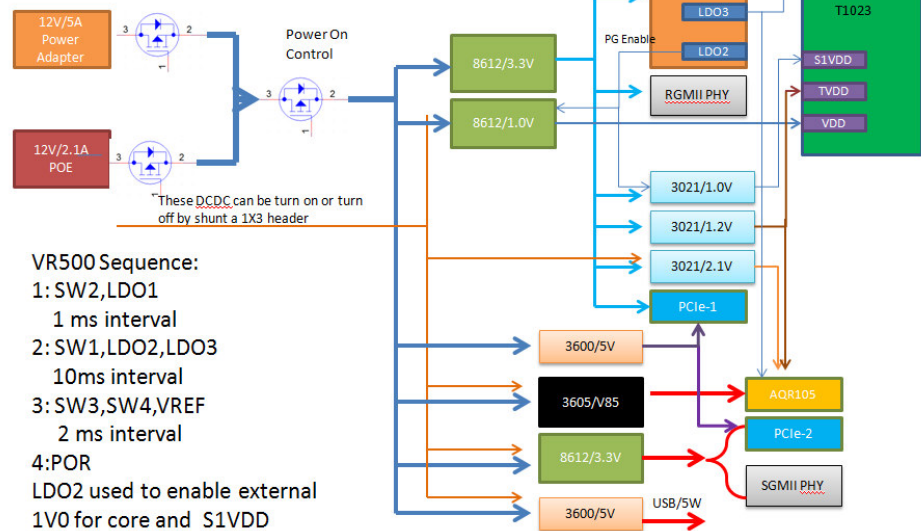 12V/5A
Power
Adapter
3
2
1
Power On
Control
3
2
1
12V/2.1A
POE
3
2
1
These DCDC can be turn on or turn
off by shunt a 1X3 header
8612/3.3V
8612/1.0V
PG Enable
LDO3
LDO2
RGMII PHY
T1023
S1VDD
TVDD
VDD
3021/1.0V
3021/1.2V
3021/2.1V
PCIe-1
3600/5V
3605/V85
8612/3.3V
3600/5V
USB/5W
AQR105
PCIe-2
SGMII PHY
VR500 Sequence:
1: SW2,LDO1
1 ms interval
2: SW1,LDO2,LDO3
10ms interval
3: SW3,SW4,VREF
2 ms interval
4:POR
LDO2 used to enable external
1V0 for core and S1VDD